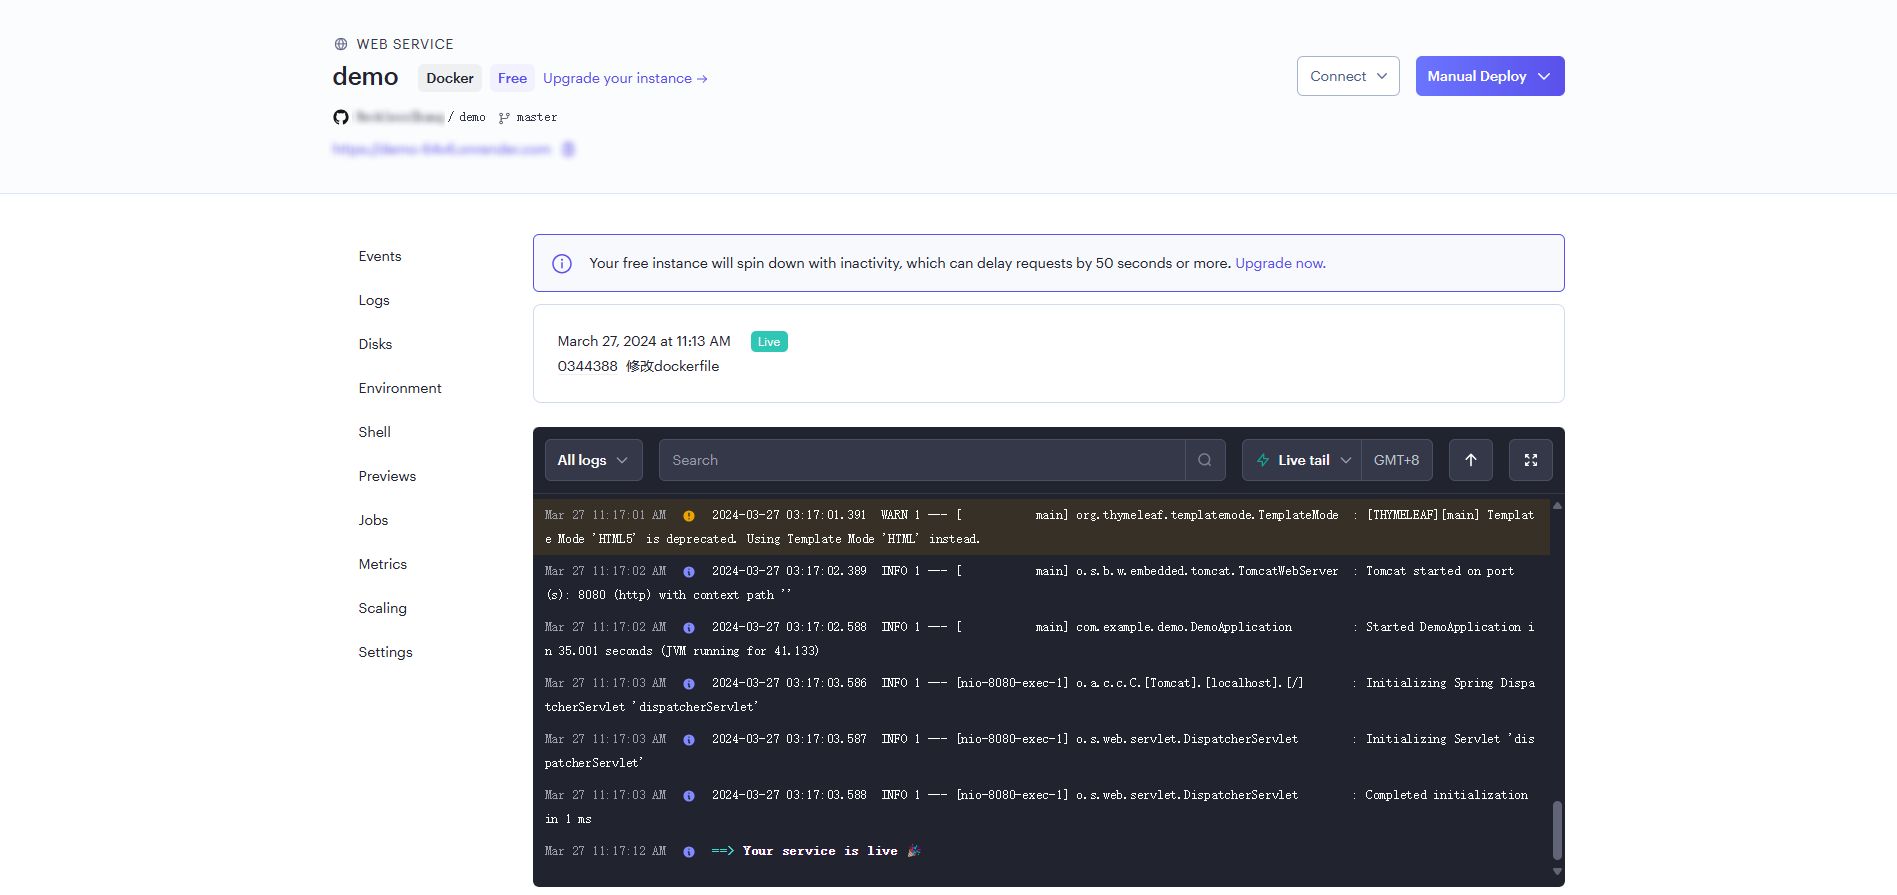 WEB SERVICE
demo Docker Free Upgrade your instance → Connect Manual Deploy
/ demo master
Events
Logs
Disks
Environment
Shell
Previews
Jobs
Metrics
Scaling
Settings
Your free instance will spin down with inactivity, which can delay requests by 50 seconds or more. Upgrade now.
March 27, 2024 at 11:13 AM Live
0344388 修改dockerfile
All logs Search Live tail GMT+8
Mar 27 11:17:01 AM 2024-03-27 03:17:01.391 WARN 1 --- [ main] org.thymeleaf.templatemode.TemplateMode : [THYMELEAF][main] Templat
e Mode 'HTML5' is deprecated. Using Template Mode 'HTML' instead.
Mar 27 11:17:02 AM 2024-03-27 03:17:02.389 INFO 1 --- [ main] o.s.b.w.embedded.tomcat.TomcatWebServer : Tomcat started on port
(s): 8080 (http) with context path ''
Mar 27 11:17:02 AM 2024-03-27 03:17:02.588 INFO 1 --- [ main] com.example.demo.DemoApplication : Started DemoApplication i
n 35.001 seconds (JVM running for 41.133)
Mar 27 11:17:03 AM 2024-03-27 03:17:03.586 INFO 1 --- [nio-8080-exec-1] o.a.c.c.C.[Tomcat].[localhost].[/] : Initializing Spring Dispa
tcherServlet 'dispatcherServlet'
Mar 27 11:17:03 AM 2024-03-27 03:17:03.587 INFO 1 --- [nio-8080-exec-1] o.s.web.servlet.DispatcherServlet : Initializing Servlet 'dis
patcherServlet'
Mar 27 11:17:03 AM 2024-03-27 03:17:03.588 INFO 1 --- [nio-8080-exec-1] o.s.web.servlet.DispatcherServlet : Completed initialization
in 1 ms
Mar 27 11:17:12 AM ==> Your service is live 🎉